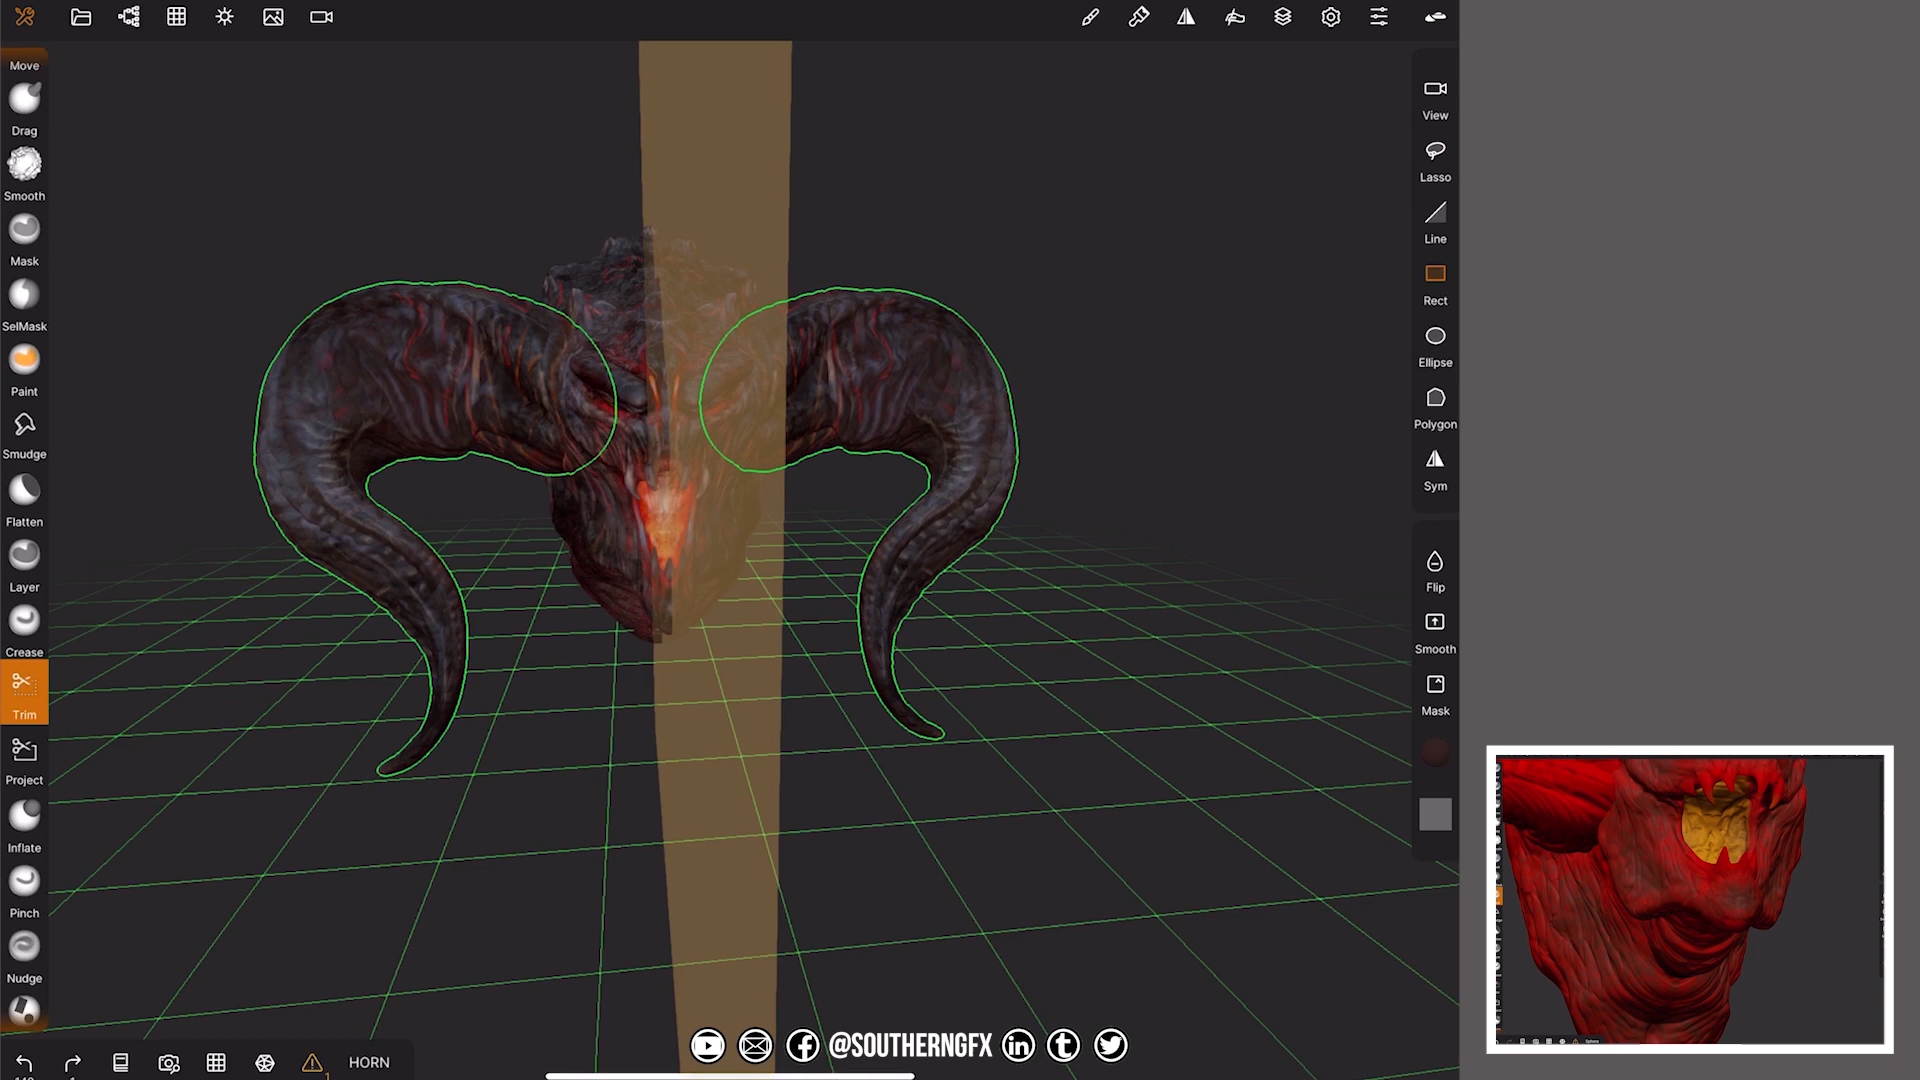 Move
Drag
Smooth
Mask
SelMask
Paint
Smudge
Flatten
Layer
Crease
Trim
Project
Inflate
Pinch
Nudge
View
Lasso
Line
Rect
Ellipse
Polygon
Sym
Flip
Smooth
Mask
HORN
@SOUTHERNGFX